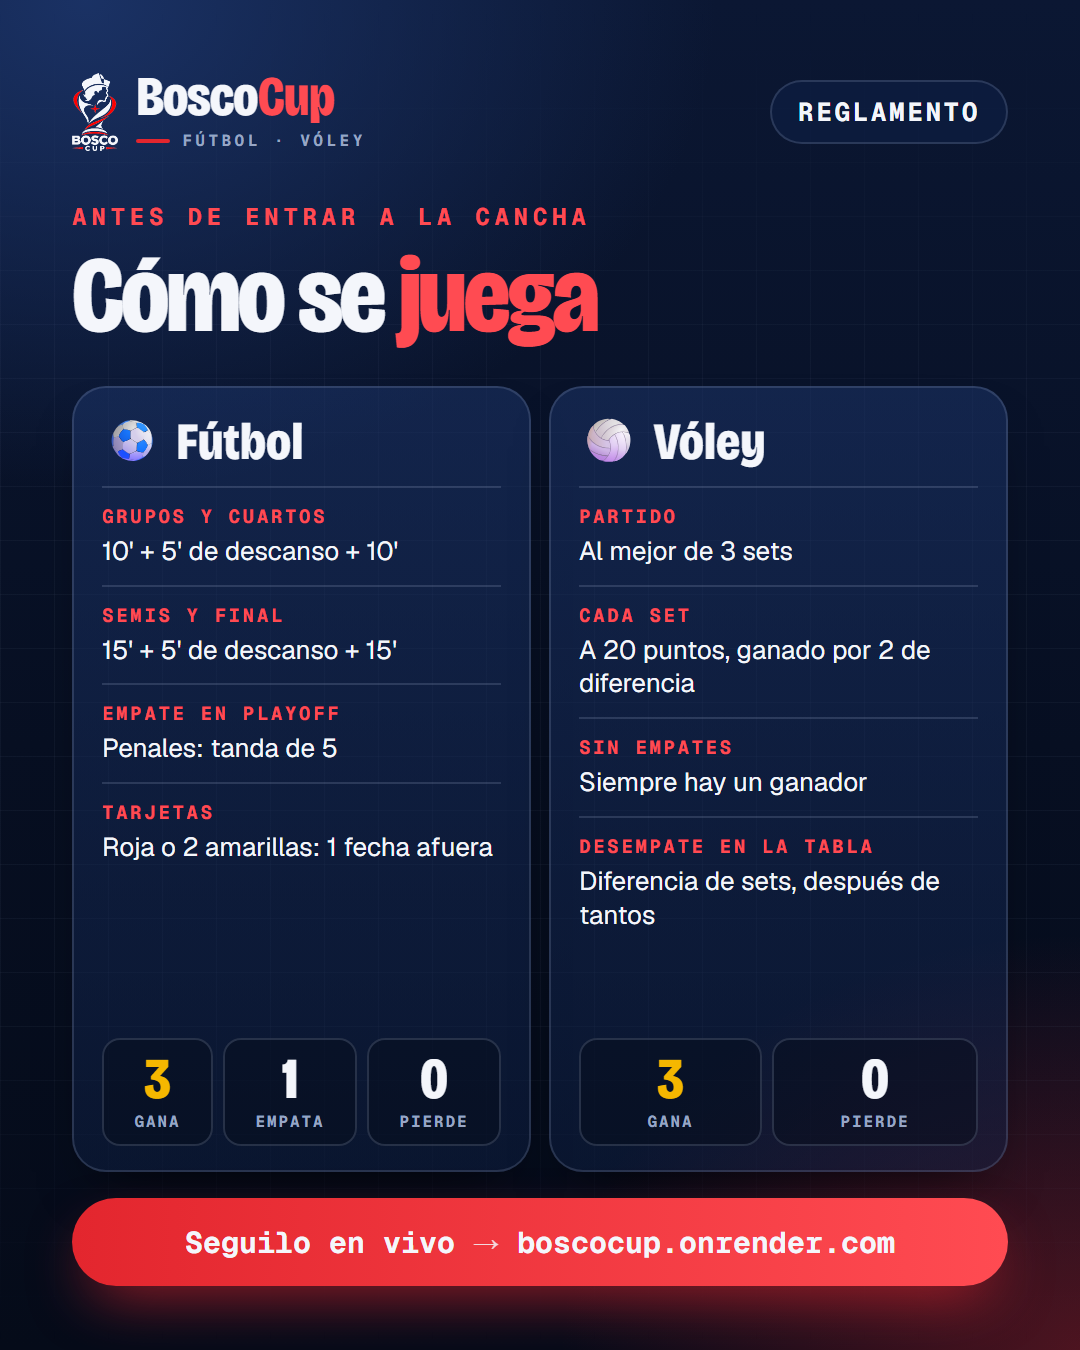 BOSCO
CUP
BoscoCup
FÚTBOL · VÓLEY
REGLAMENTO
ANTES DE ENTRAR A LA CANCHA
Cómo se juega
Fútbol
GRUPOS Y CUARTOS
10' + 5' de descanso + 10'
SEMIS Y FINAL
15' + 5' de descanso + 15'
EMPATE EN PLAYOFF
Penales: tanda de 5
TARJETAS
Roja o 2 amarillas: 1 fecha afuera
3
GANA
1
EMPATA
0
PIERDE
Vóley
PARTIDO
Al mejor de 3 sets
CADA SET
A 20 puntos, ganado por 2 de
diferencia
SIN EMPATES
Siempre hay un ganador
DESEMPATE EN LA TABLA
Diferencia de sets, después de
tantos
3
GANA
0
PIERDE
Seguilo en vivo → boscocup.onrender.com